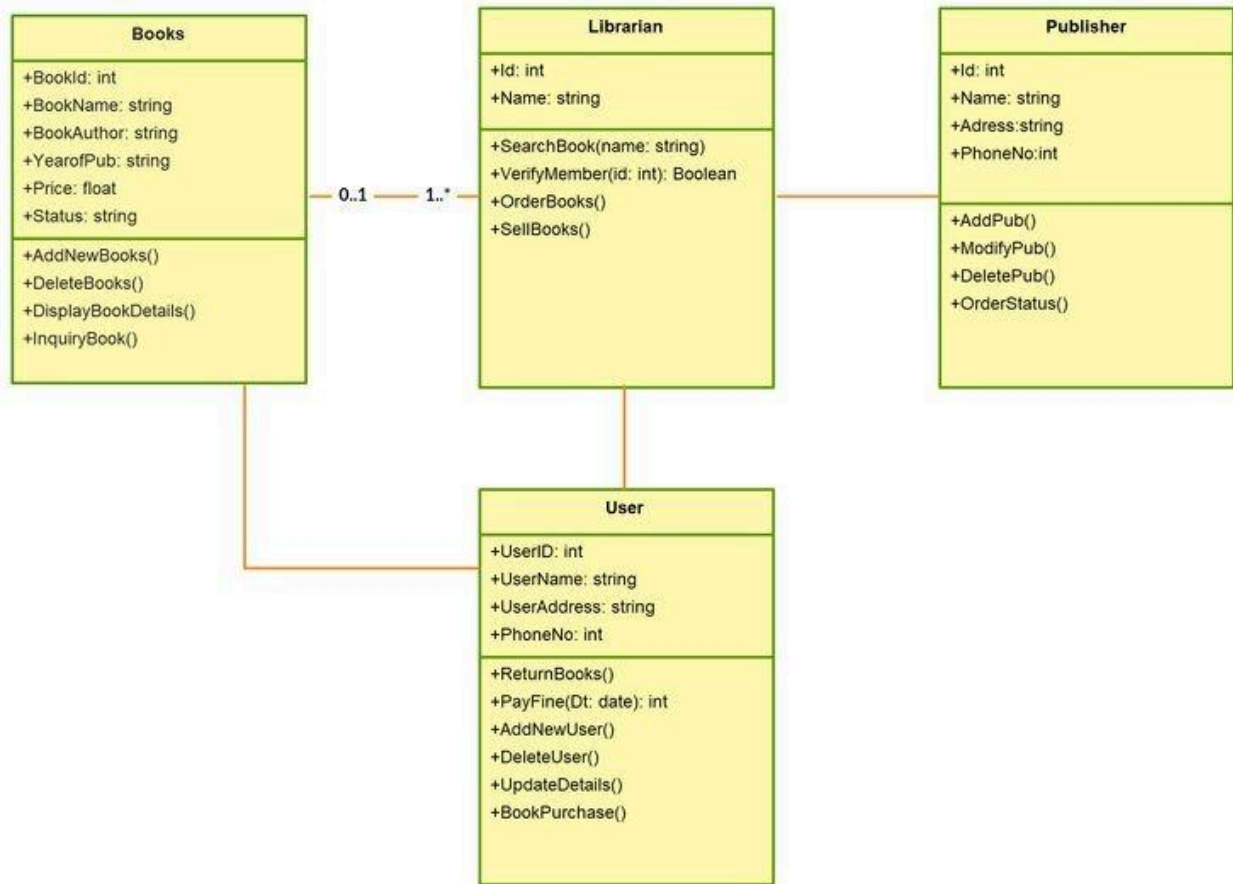 Books
+BookId: int
+BookName: string
+BookAuthor: string
+YearofPub: string
+Price: float
+Status: string
+AddNewBooks()
+DeleteBooks()
+DisplayBookDetails()
+InquiryBook()
0..1
1..*
Librarian
+Id: int
+Name: string
+SearchBook(name: string)
+VerifyMember(id: int): Boolean
+OrderBooks()
+SellBooks()
Publisher
+Id: int
+Name: string
+Adress:string
+PhoneNo:int
+AddPub()
+ModifyPub()
+DeletePub()
+OrderStatus()
User
+UserID: int
+UserName: string
+UserAddress: string
+PhoneNo: int
+ReturnBooks()
+PayFine(Dt: date): int
+AddNewUser()
+DeleteUser()
+UpdateDetails()
+BookPurchase()